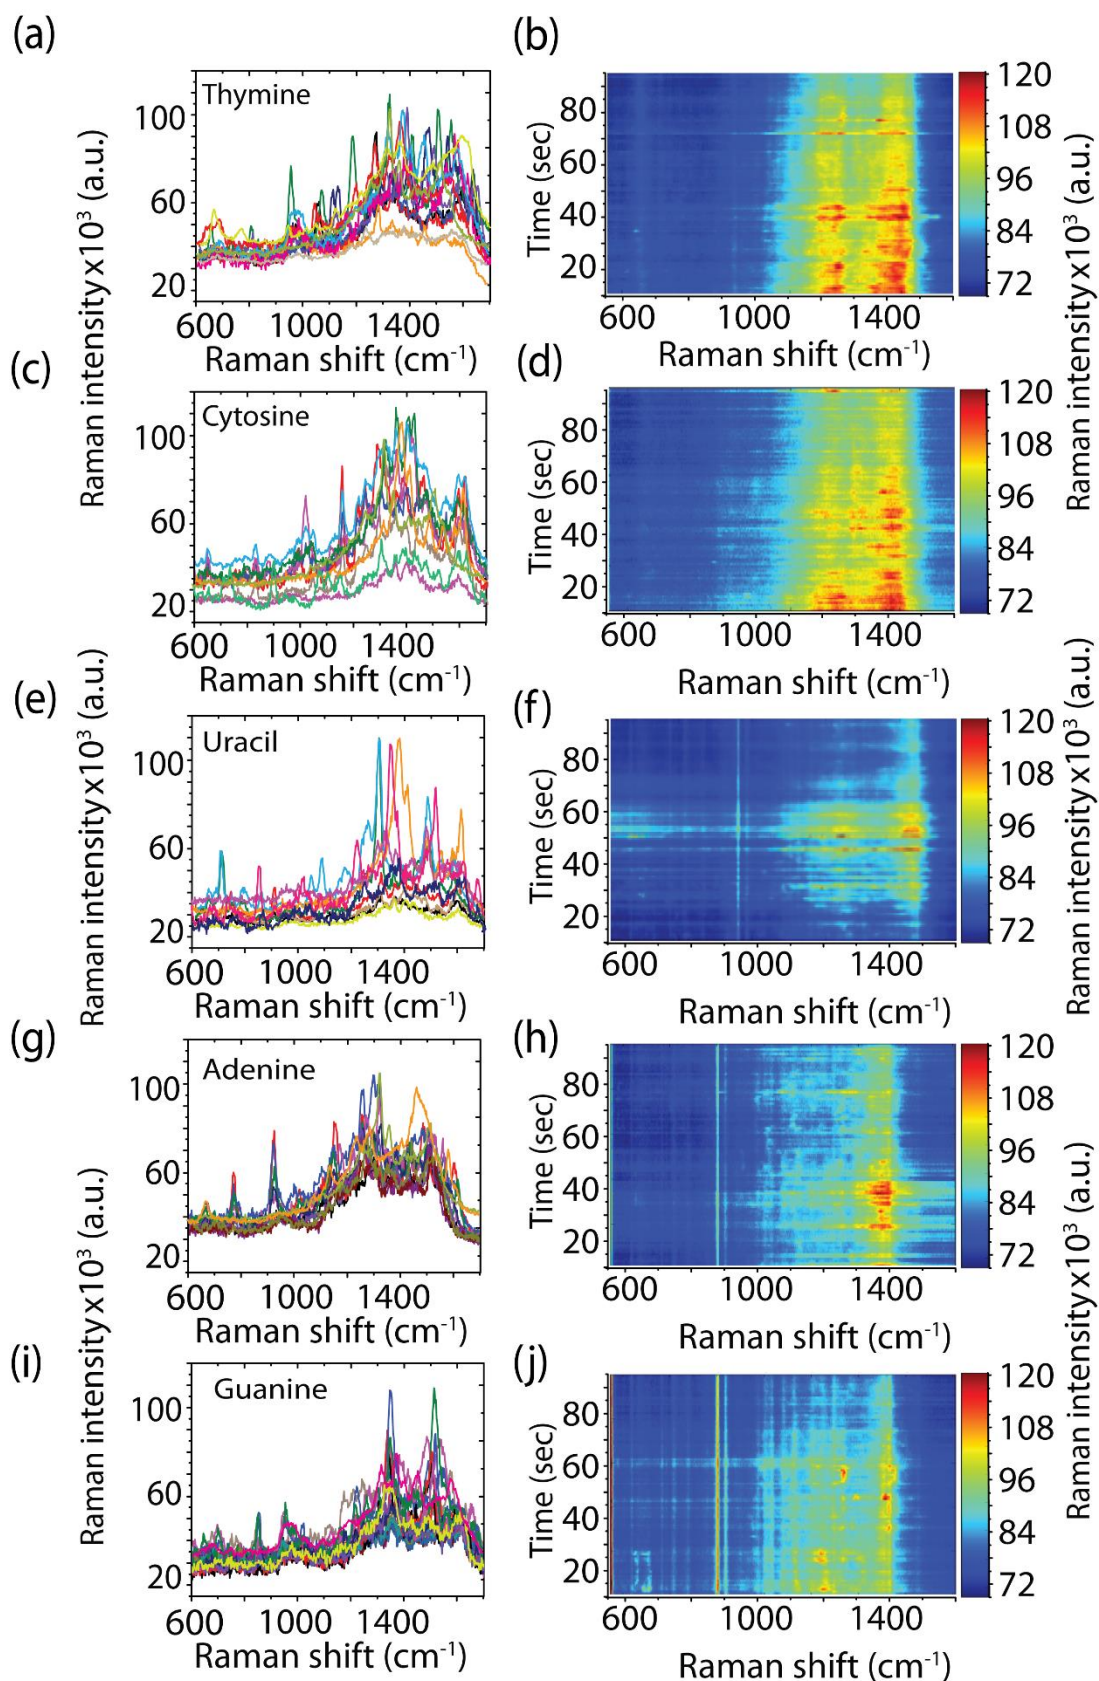 (a)
(b)
Thymine
100
60
20
600 1000 1400
Raman shift (cm⁻¹)
80
60
40
20
Time (sec)
600 1000 1400
Raman shift (cm⁻¹)
120
108
96
84
72
Raman intensity x10³ (a.u.)
Raman intensity x10³ (a.u.)
(c)
(d)
Cytosine
100
60
20
600 1000 1400
Raman shift (cm⁻¹)
80
60
40
20
Time (sec)
600 1000 1400
Raman shift (cm⁻¹)
120
108
96
84
72
(e)
(f)
Uracil
100
60
20
600 1000 1400
Raman shift (cm⁻¹)
Raman intensity x10³ (a.u.)
80
60
40
20
Time (sec)
600 1000 1400
Raman shift (cm⁻¹)
120
108
96
84
72
Raman intensity x10³ (a.u.)
(g)
(h)
Adenine
100
60
20
600 1000 1400
Raman shift (cm⁻¹)
80
60
40
20
Time (sec)
600 1000 1400
Raman shift (cm⁻¹)
120
108
96
84
72
Raman intensity x10³ (a.u.)
Raman intensity x10³ (a.u.)
(i)
(j)
Guanine
100
60
20
600 1000 1400
Raman shift (cm⁻¹)
80
60
40
20
Time (sec)
600 1000 1400
Raman shift (cm⁻¹)
120
108
96
84
72